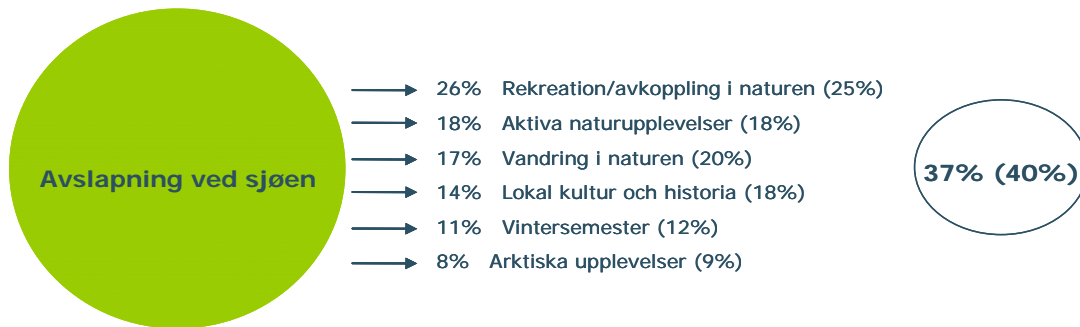 Avslapning ved sjøen
26% Rekreation/avkoppling i naturen (25%)
18% Aktiva naturupplevelser (18%)
17% Vandring i naturen (20%)
14% Lokal kultur och historia (18%)
11% Vintersemester (12%)
8% Arktiska upplevelser (9%)
37% (40%)